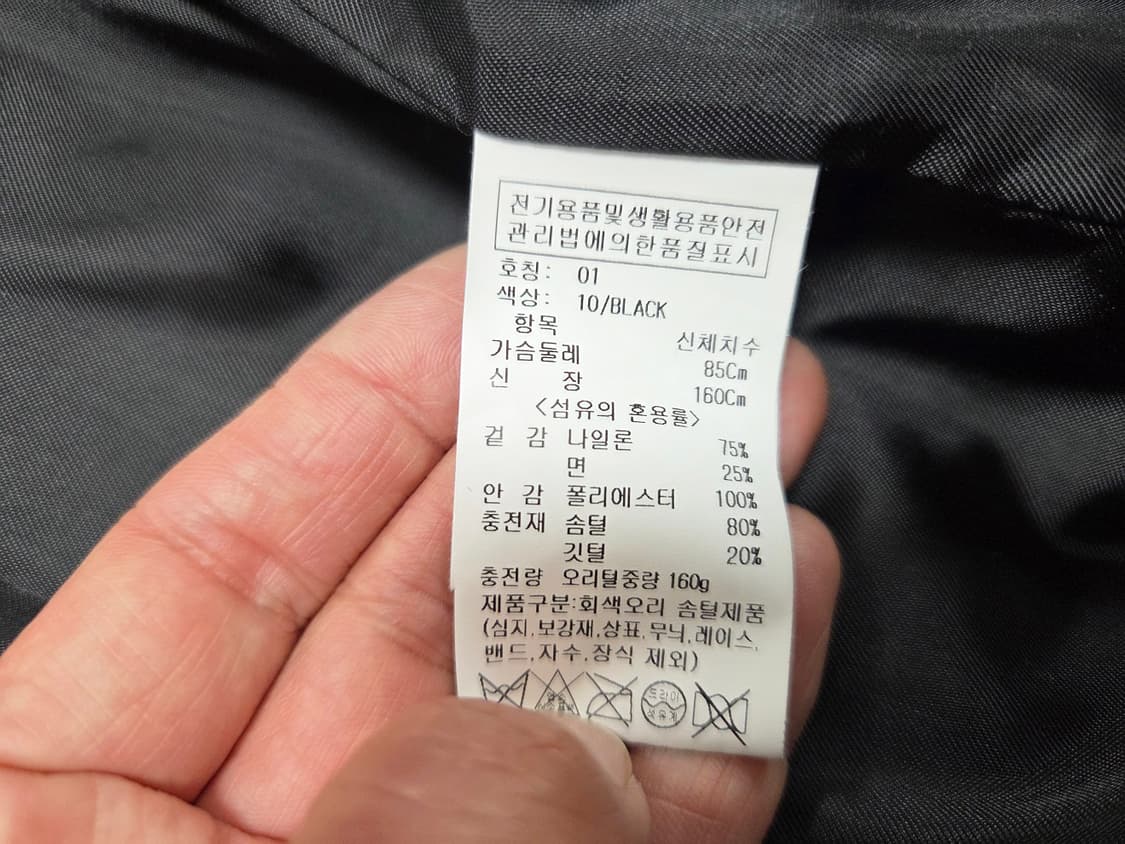 전기용품및생활용품안전
관리법에의한품질표시
호칭: 01
색상: 10/BLACK
항목 신체치수
가슴둘레 85Cm
신 장 160Cm
<섬유의 혼용률>
겉 감 나일론 75%
면 25%
안 감 폴리에스터 100%
충전재 솜털 80%
깃털 20%
충전량 오리털중량 160g
제품구분:회색오리 솜털제품
(심지,보강재,상표,무늬,레이스,
밴드,자수,장식 제외)
드라이
석유계